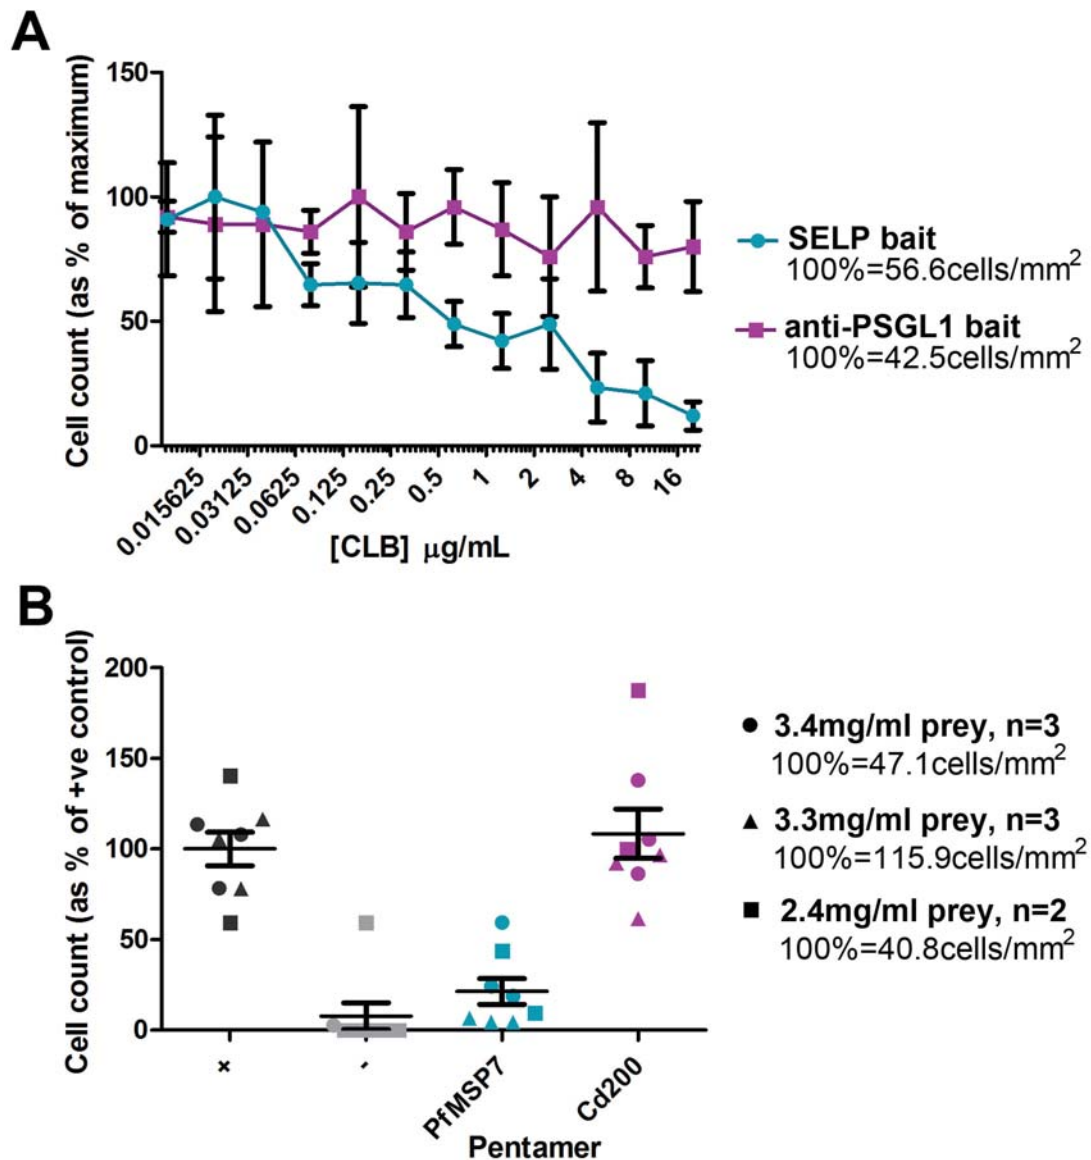 A
Cell count (as % of maximum)
150
100
50
0
0.015625
0.03125
0.0625
0.125
0.25
0.5
1
2
4
8
16
[CLB] μg/mL
SELP bait
100%=56.6cells/mm²
anti-PSGL1 bait
100%=42.5cells/mm²
B
Cell count (as % of +ve control)
200
150
100
50
0
+
-
PfMSP7
Cd200
Pentamer
3.4mg/ml prey, n=3
100%=47.1cells/mm²
3.3mg/ml prey, n=3
100%=115.9cells/mm²
2.4mg/ml prey, n=2
100%=40.8cells/mm²